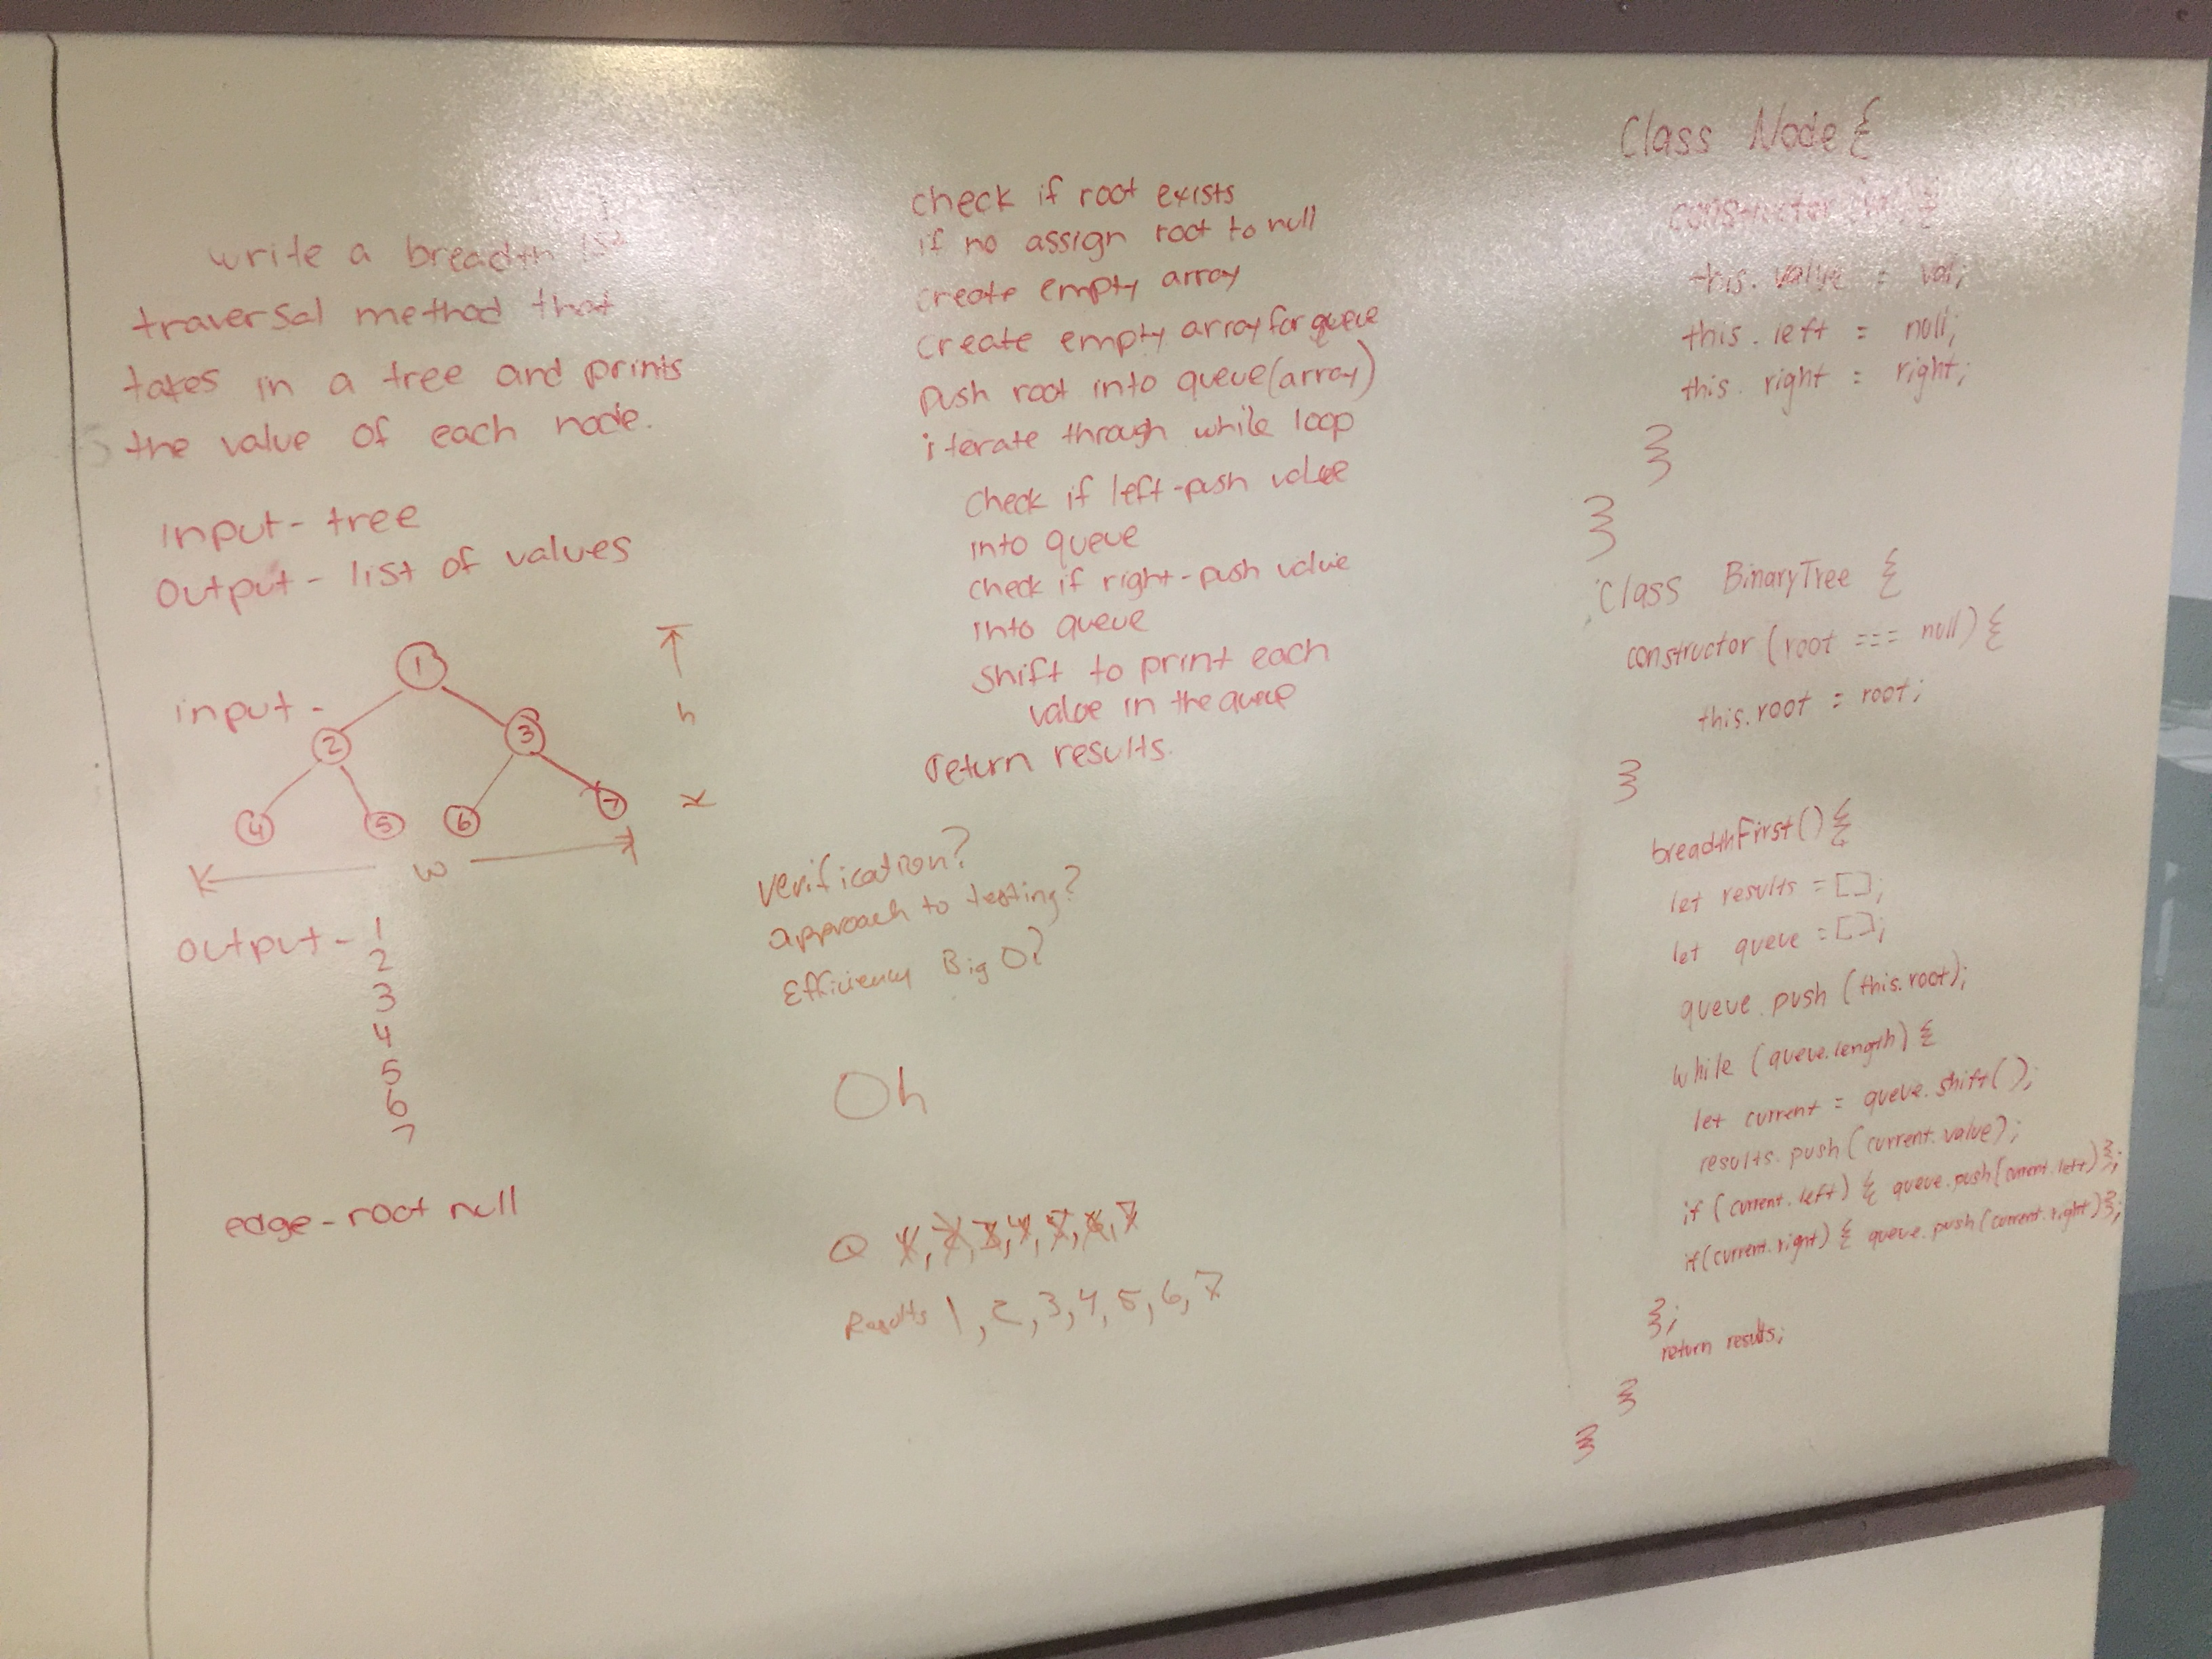 write a breadth 1st
traversal method that
takes in a tree and prints
the value of each node.
input - tree
output - list of values
input -
1
2
3
4
5
6
7
h
w
output - 1
2
3
4
5
6
7
edge - root null
check if root exists
if no assign root to null
create empty array
create empty array for queue
push root into queue (array)
iterate through while loop
check if left - push value
into queue
check if right - push value
into queue
shift to print each
value in the queue
return results.
verification?
approach to testing?
Efficiency Big O?
Oh
Q 1, 2, 3, 4, 5, 6, 7
Results 1, 2, 3, 4, 5, 6, 7
Class Node {
constructor {
this. value = val;
this. left = null;
this. right = right;
}
}
Class BinaryTree {
constructor (root === null) {
this.root = root;
}
breadthFirst() {
let results = [];
let queue = [];
queue. push (this.root);
while (queue.length) {
let current = queue. shift();
results. push (current. value);
if (current. left) { queue. push (current. left) };
if (current. right) { queue. push (current. right) };
};
return results;
}
}